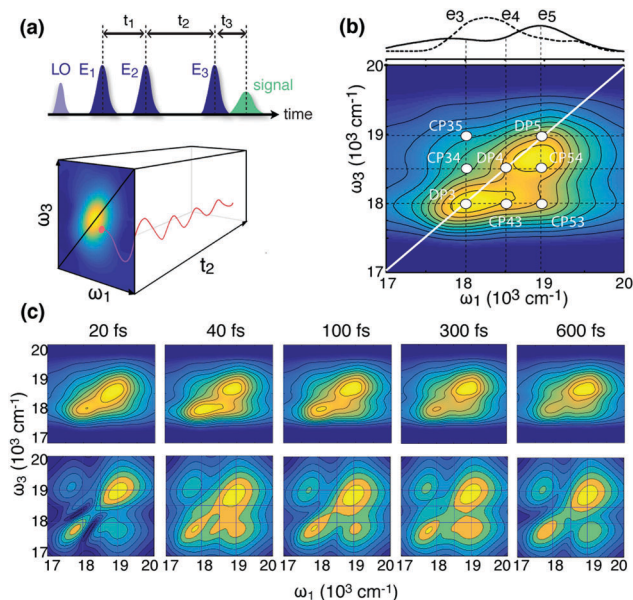 (a)
t1 t2 t3
LO E1 E2 E3 signal
time
ω3
ω1
t2
(b)
e3 e4 e5
20
19
18
17
ω3 (10³ cm⁻¹)
CP35 DP5
CP34 DP4 CP54
DP3 CP43 CP53
17 18 19 20
ω1 (10³ cm⁻¹)
(c)
20 fs 40 fs 100 fs 300 fs 600 fs
20
19
18
17
20
19
18
17
ω3 (10³ cm⁻¹)
17 18 19 20 17 18 19 20 17 18 19 20 17 18 19 20 17 18 19 20
ω1 (10³ cm⁻¹)